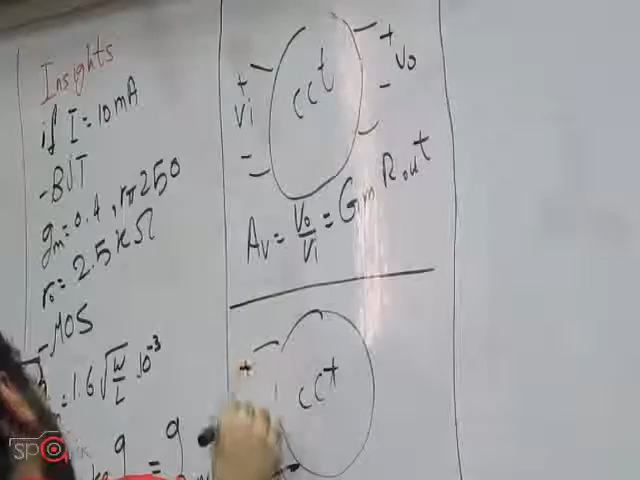 Insights
if I = 10mA
- BJT
gm = 0.4, rπ 250
ro = 2.5 kΩ
- MOS
= 1.6 √W/L 10^-3
g = g
+ Vi -
cct
+ Vo -
Av = Vo/Vi = Gm Rout
+
cct